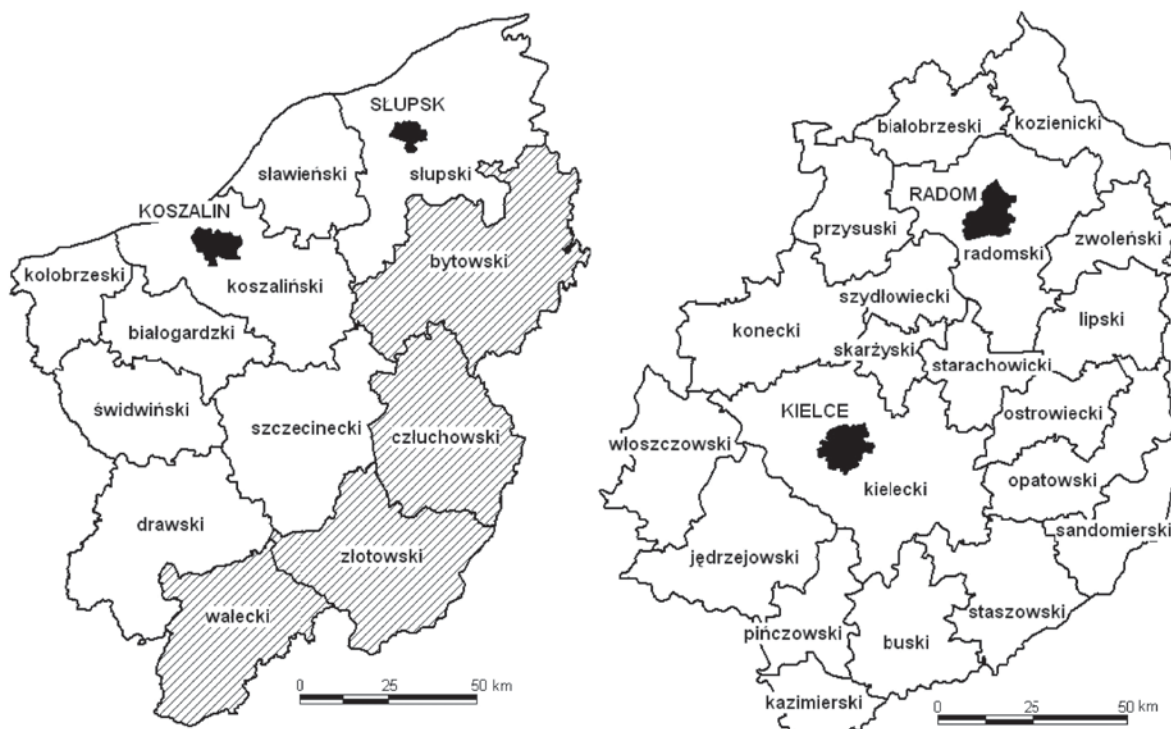 SŁUPSK
sławieński
słupski
KOSZALIN
kołobrzeski
koszaliński
bytowski
białogardzki
świdwiński
szczecinecki
człuchowski
drawski
złotowski
wałecki
0 25 50 km
białobrzeski
kozienicki
RADOM
przysuski
radomski
zwoleński
szydłowiecki
konecki
lipski
skarżyski
starachowicki
KIELCE
ostrowiecki
włoszczowski
kielecki
opatowski
sandomierski
jędrzejowski
staszowski
pińczowski
buski
kazimierski
0 25 50 km